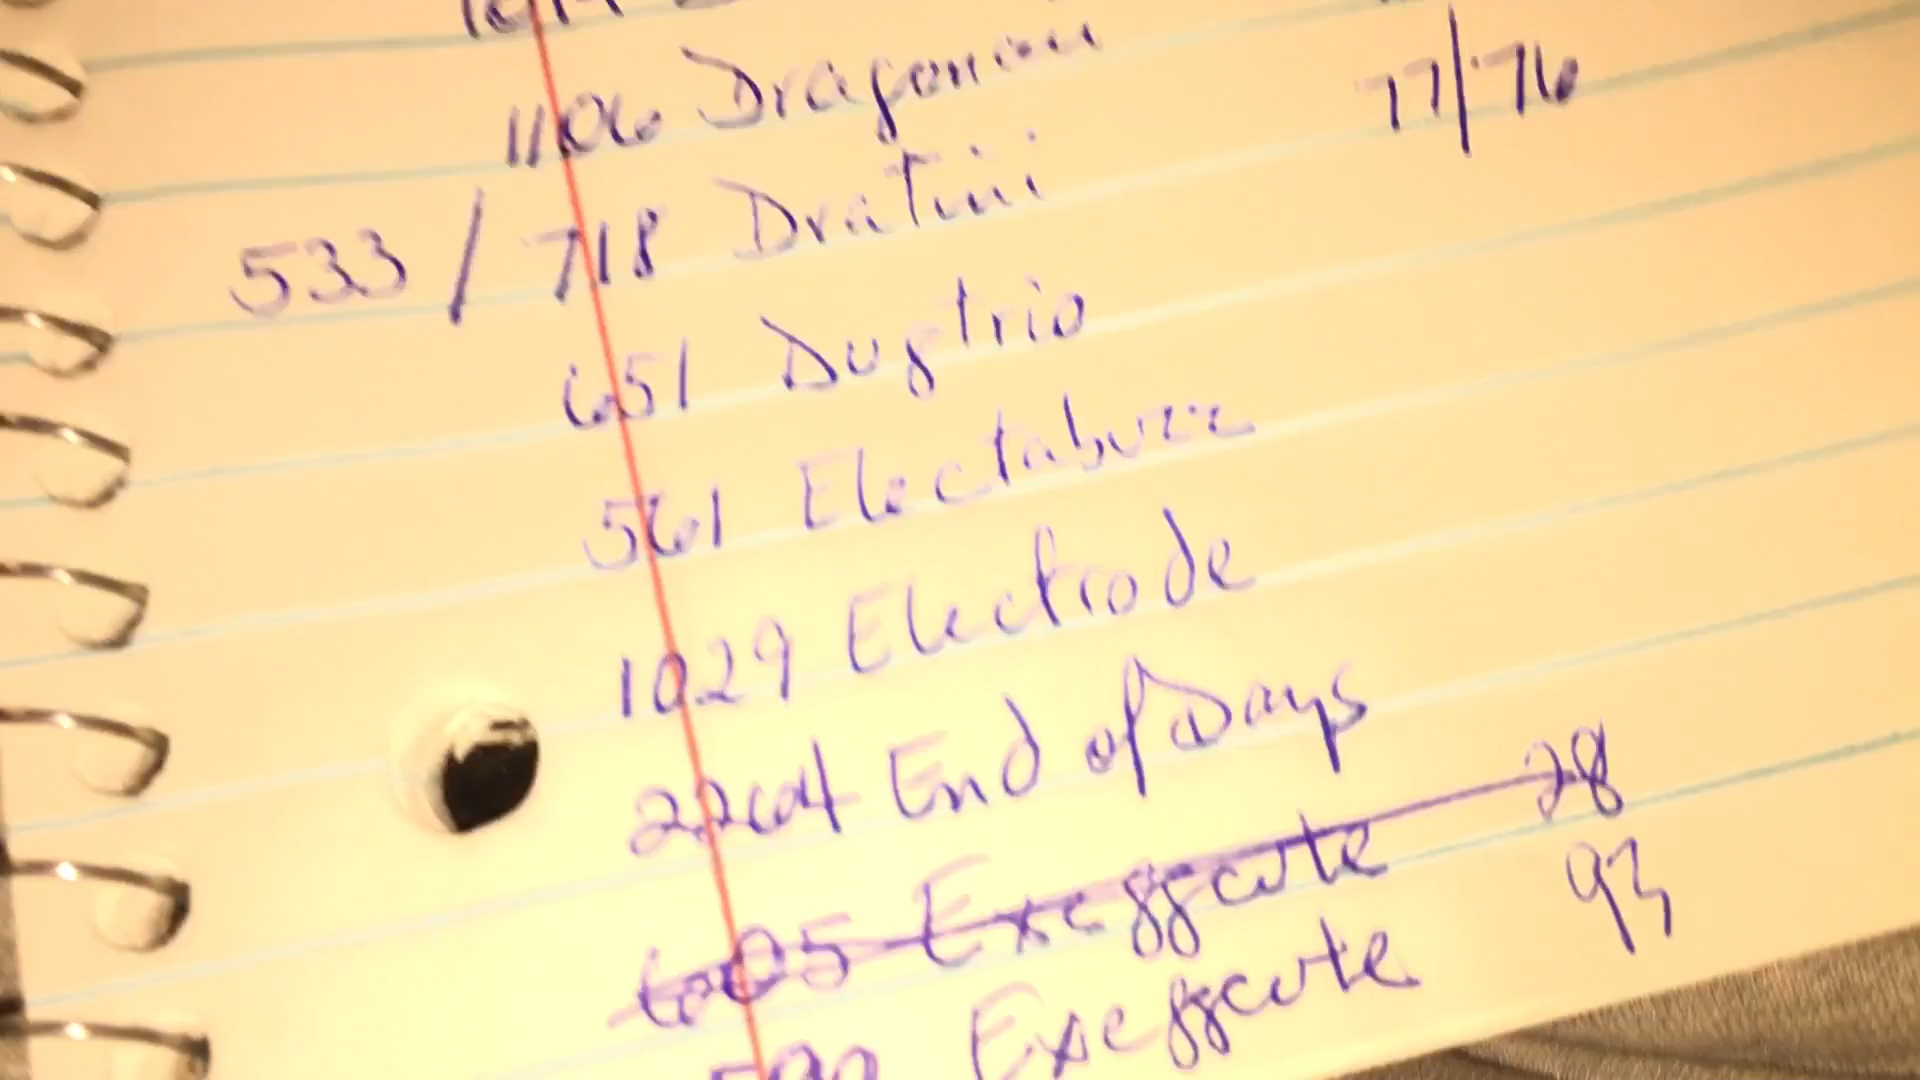 1106 Dragonair 77/76
533/718 Dratini
651 Dugtrio
561 Electabuzz
1029 Electrode
2264 End of Days
605 Exeggcute 28
Exeggcute 93